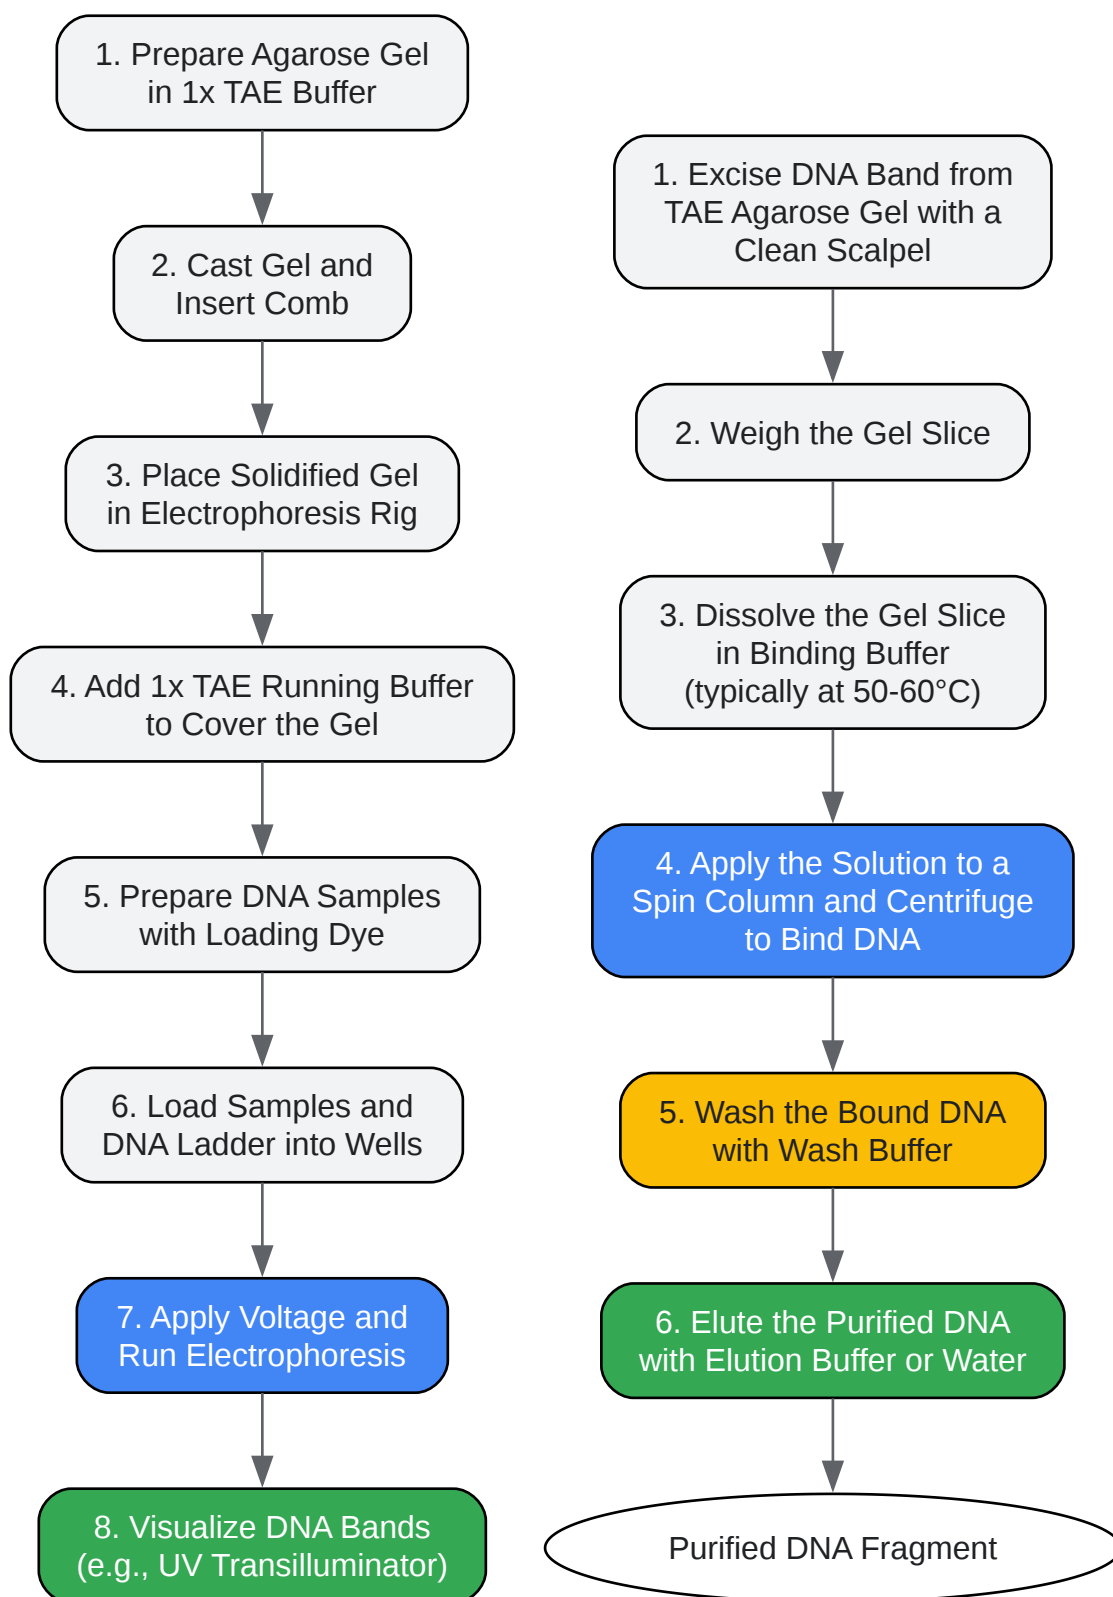 1. Prepare Agarose Gel
in 1x TAE Buffer
2. Cast Gel and
Insert Comb
3. Place Solidified Gel
in Electrophoresis Rig
4. Add 1x TAE Running Buffer
to Cover the Gel
5. Prepare DNA Samples
with Loading Dye
6. Load Samples and
DNA Ladder into Wells
7. Apply Voltage and
Run Electrophoresis
8. Visualize DNA Bands
(e.g., UV Transilluminator)
1. Excise DNA Band from
TAE Agarose Gel with a
Clean Scalpel
2. Weigh the Gel Slice
3. Dissolve the Gel Slice
in Binding Buffer
(typically at 50-60°C)
4. Apply the Solution to a
Spin Column and Centrifuge
to Bind DNA
5. Wash the Bound DNA
with Wash Buffer
6. Elute the Purified DNA
with Elution Buffer or Water
Purified DNA Fragment